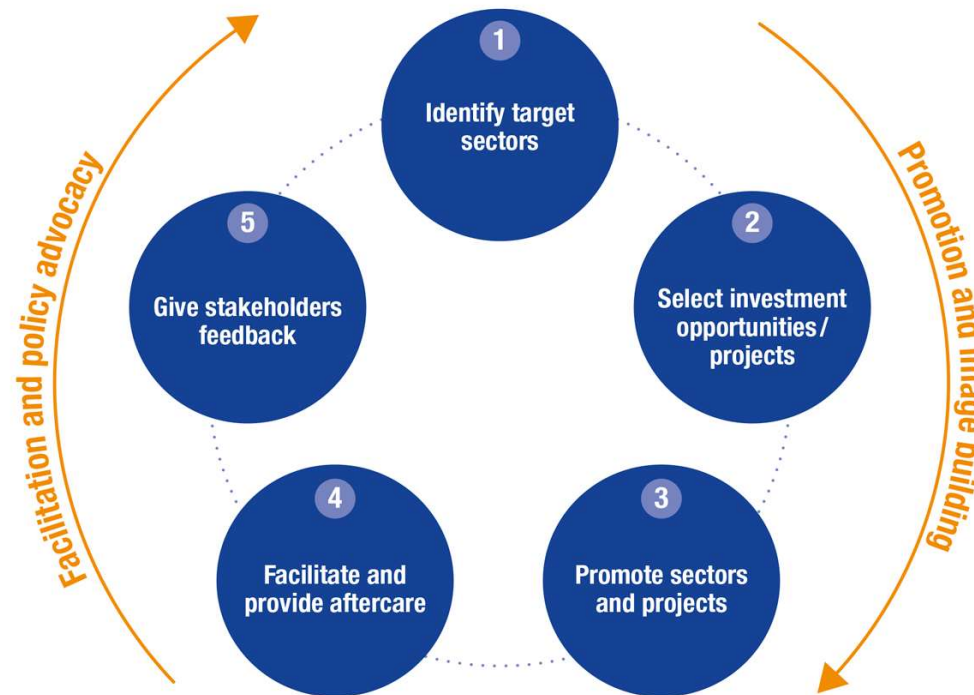 1
Identify target
sectors
2
Select investment
opportunities/
projects
3
Promote sectors
and projects
4
Facilitate and
provide aftercare
5
Give stakeholders
feedback
Promotion and image building
Facilitation and policy advocacy